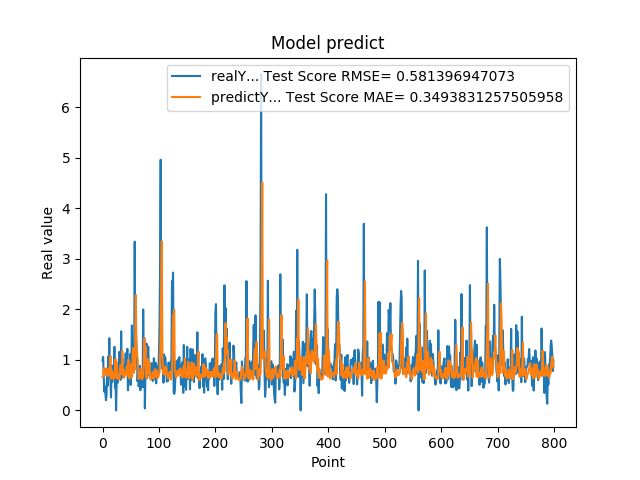 Model predict
realY... Test Score RMSE= 0.581396947073
predictY... Test Score MAE= 0.3493831257505958
6
5
4
3
2
1
0
Real value
0 100 200 300 400 500 600 700 800
Point